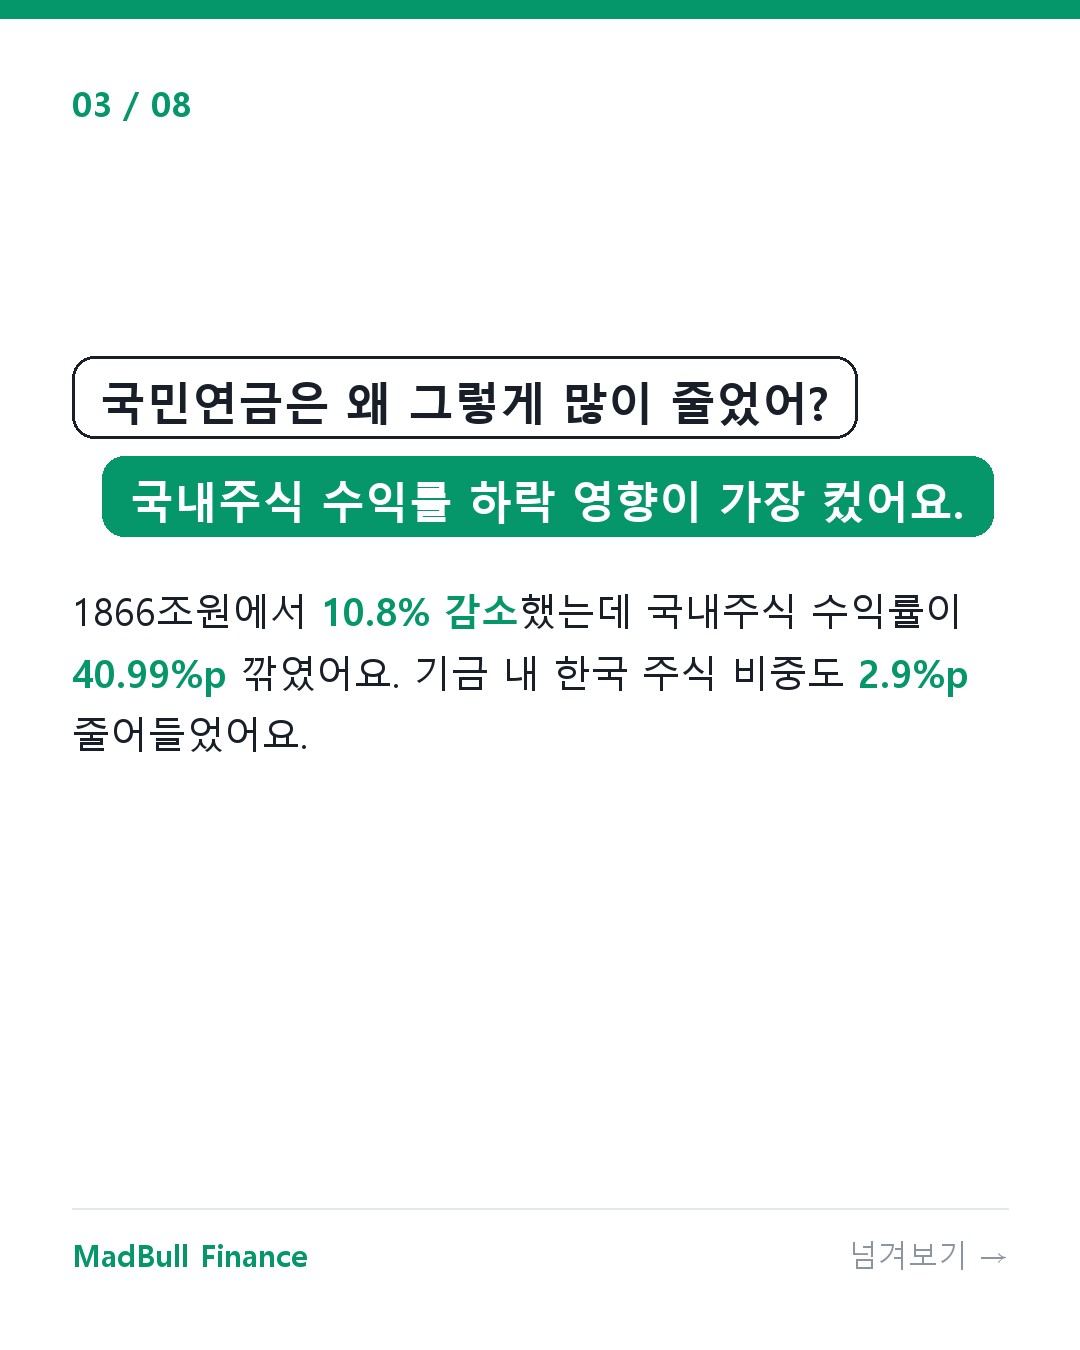 03 / 08
국민연금은 왜 그렇게 많이 줄었어?
국내주식 수익률 하락 영향이 가장 컸어요.
1866조원에서 10.8% 감소했는데 국내주식 수익률이
40.99%p 깎였어요. 기금 내 한국 주식 비중도 2.9%p
줄어들었어요.
MadBull Finance
넘겨보기 →